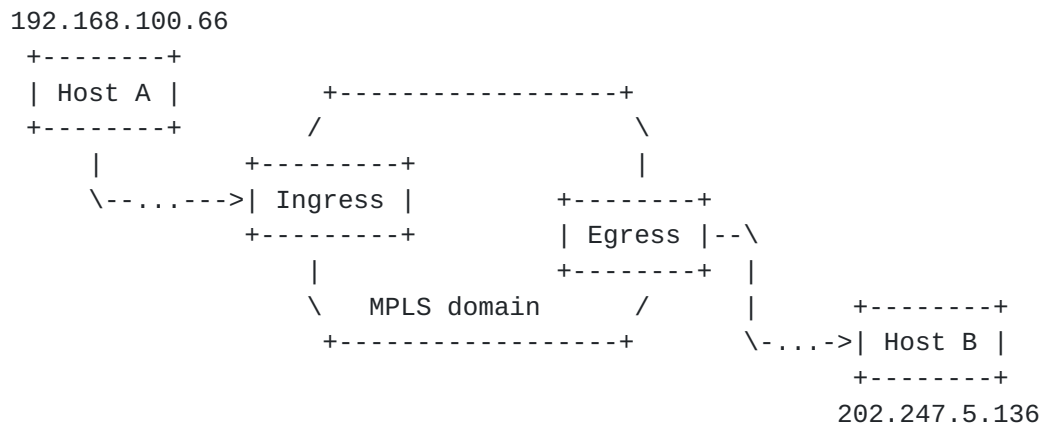 192.168.100.66
Host A
Ingress
Egress
MPLS domain
Host B
202.247.5.136